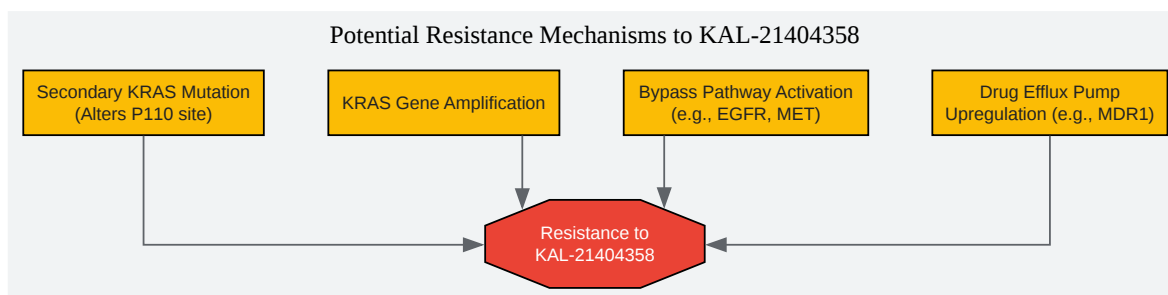 Potential Resistance Mechanisms to KAL-21404358
Secondary KRAS Mutation
(Alters P110 site)
KRAS Gene Amplification
Bypass Pathway Activation
(e.g., EGFR, MET)
Drug Efflux Pump
Upregulation (e.g., MDR1)
Resistance to
KAL-21404358